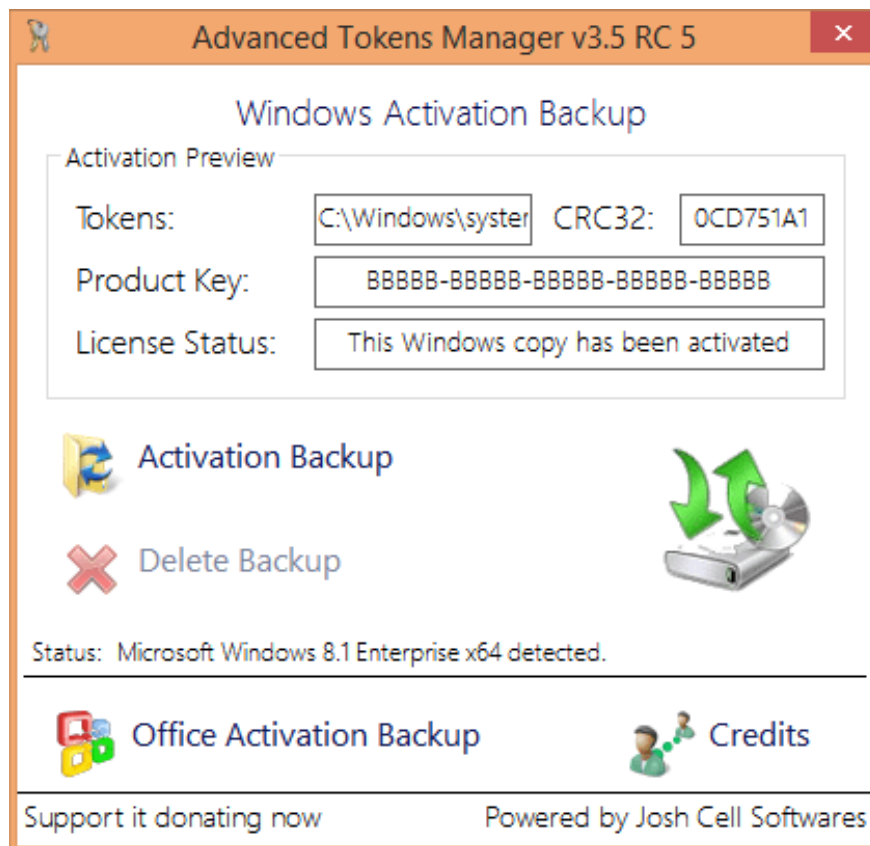 Advanced Tokens Manager v3.5 RC 5
Windows Activation Backup
Activation Preview
Tokens: C:\Windows\syster CRC32: 0CD751A1
Product Key: BBBBB-BBBBB-BBBBB-BBBBB-BBBBB
License Status: This Windows copy has been activated
Activation Backup
Delete Backup
Status: Microsoft Windows 8.1 Enterprise x64 detected.
Office Activation Backup Credits
Support it donating now Powered by Josh Cell Softwares